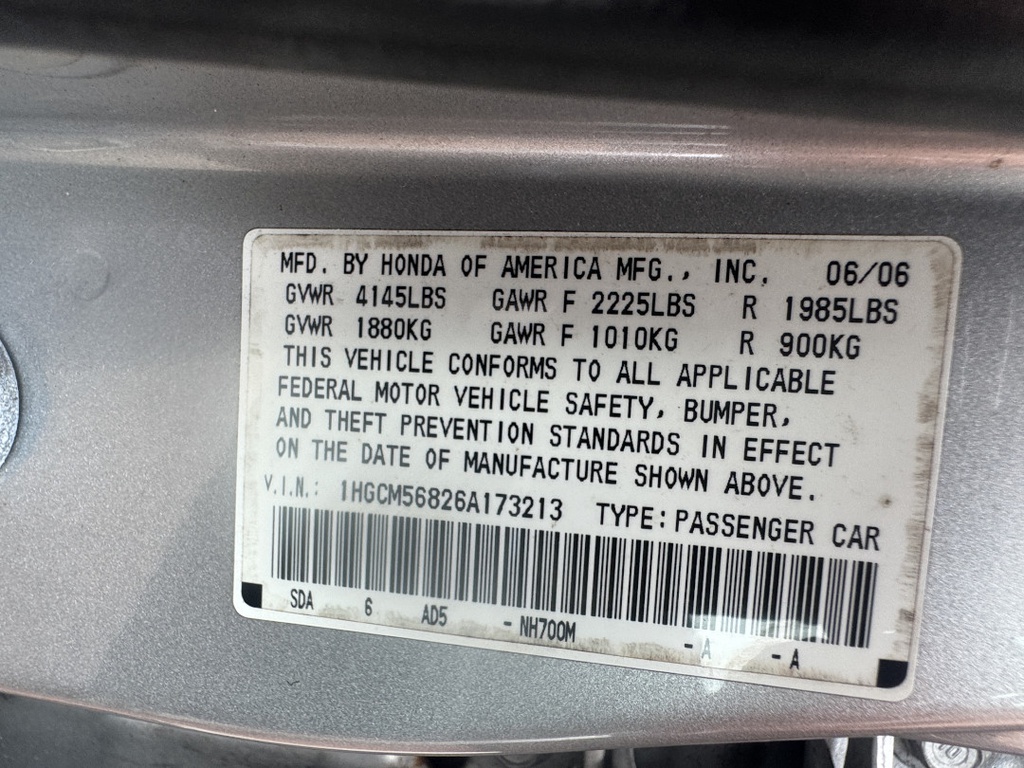 MFD. BY HONDA OF AMERICA MFG., INC. 06/06
GVWR 4145LBS GAWR F 2225LBS R 1985LBS
GVWR 1880KG GAWR F 1010KG R 900KG
THIS VEHICLE CONFORMS TO ALL APPLICABLE
FEDERAL MOTOR VEHICLE SAFETY, BUMPER,
AND THEFT PREVENTION STANDARDS IN EFFECT
ON THE DATE OF MANUFACTURE SHOWN ABOVE.
V.I.N.: 1HGCM56826A173213 TYPE: PASSENGER CAR
SDA 6 AD5 - NH700M - A - A